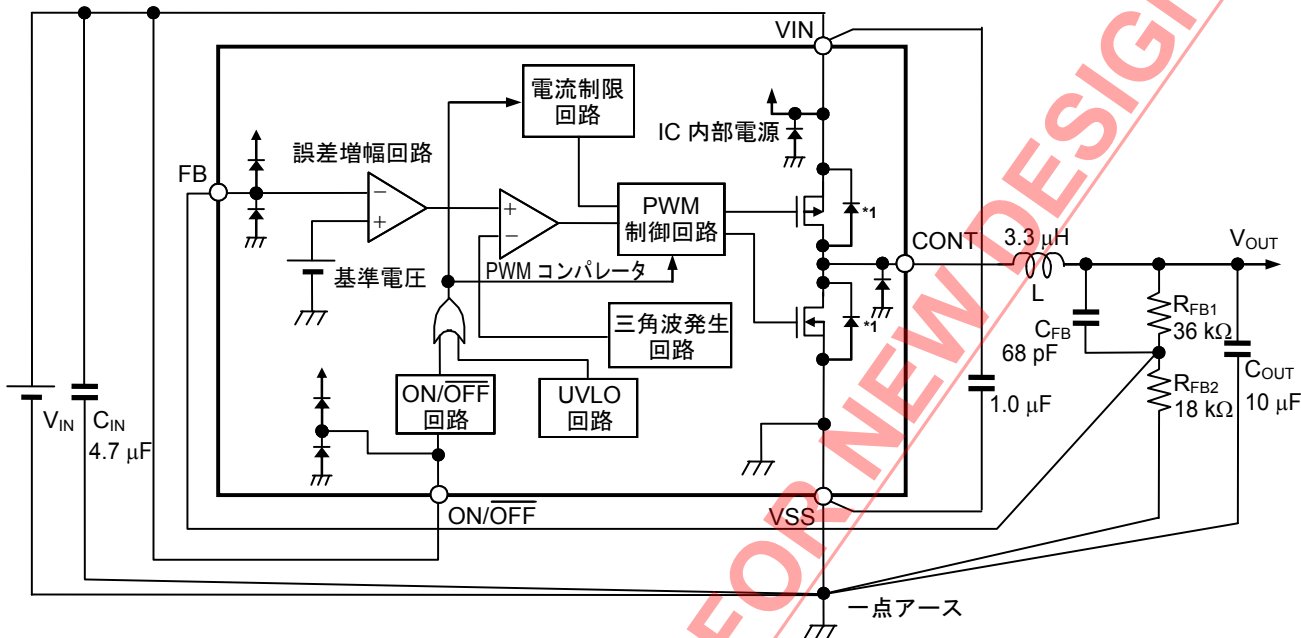 VIN
電流制限
回路
IC 内部電源
誤差増幅回路
FB
−
+
+
−
PWM
制御回路
*1
CONT
3.3 μH
L
VOUT
基準電圧
PWM コンパレータ
三角波発生
回路
*1
CFB
68 pF
RFB1
36 kΩ
RFB2
18 kΩ
COUT
10 μF
1.0 μF
VIN
CIN
4.7 μF
ON/OFF
回路
UVLO
回路
ON/OFF
VSS
一点アース
FOR NEW DESIG